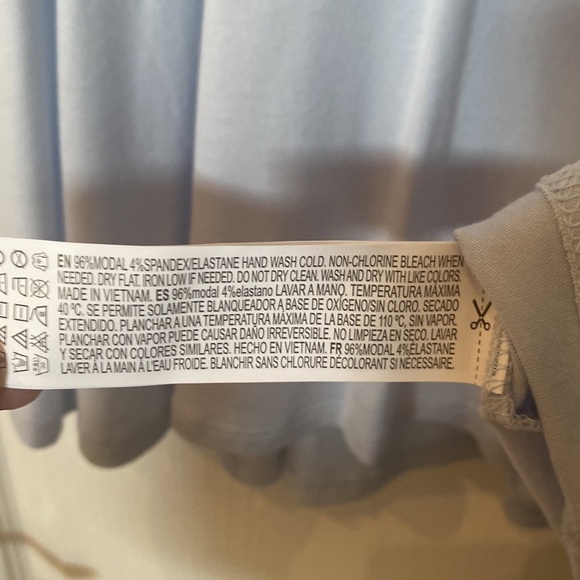 EN 96%MODAL 4%SPANDEX/ELASTANE HAND WASH COLD. NON-CHLORINE BLEACH WHEN
NEEDED. DRY FLAT. IRON LOW IF NEEDED. DO NOT DRY CLEAN. WASH AND DRY WITH LIKE COLORS.
MADE IN VIETNAM. ES 96%modal 4%elastano LAVAR A MANO. TEMPERATURA MÁXIMA
40 ºC. SE PERMITE SOLAMENTE BLANQUEADOR A BASE DE OXÍGENO/SIN CLORO. SECADO
EXTENDIDO. PLANCHAR A UNA TEMPERATURA MÁXIMA DE LA BASE DE 110 ºC, SIN VAPOR.
PLANCHAR CON VAPOR PUEDE CAUSAR DAÑO IRREVERSIBLE. NO LIMPIEZA EN SECO. LAVAR
Y SECAR CON COLORES SIMILARES. HECHO EN VIETNAM. FR 96%MODAL 4%ÉLASTANE
LAVER À LA MAIN À L'EAU FROIDE. BLANCHIR SANS CHLORURE DÉCOLORANT SI NÉCESSAIRE.